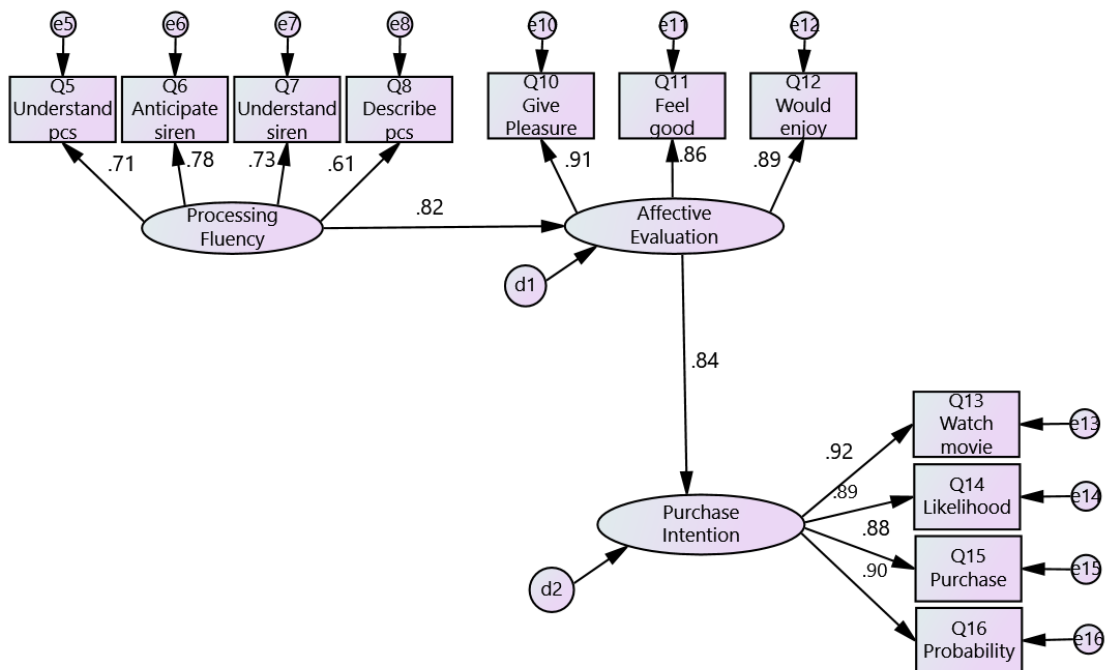 e5
e6
e7
e8
e10
e11
e12
Q5
Understand
pcs
Q6
Anticipate
siren
Q7
Understand
siren
Q8
Describe
pcs
Q10
Give
Pleasure
Q11
Feel
good
Q12
Would
enjoy
.71
.78
.73
.61
.91
.86
.89
Processing
Fluency
.82
Affective
Evaluation
d1
.84
Q13
Watch
movie
e13
.92
Q14
Likelihood
e14
.89
Purchase
Intention
.88
Q15
Purchase
e15
.90
d2
Q16
Probability
e16